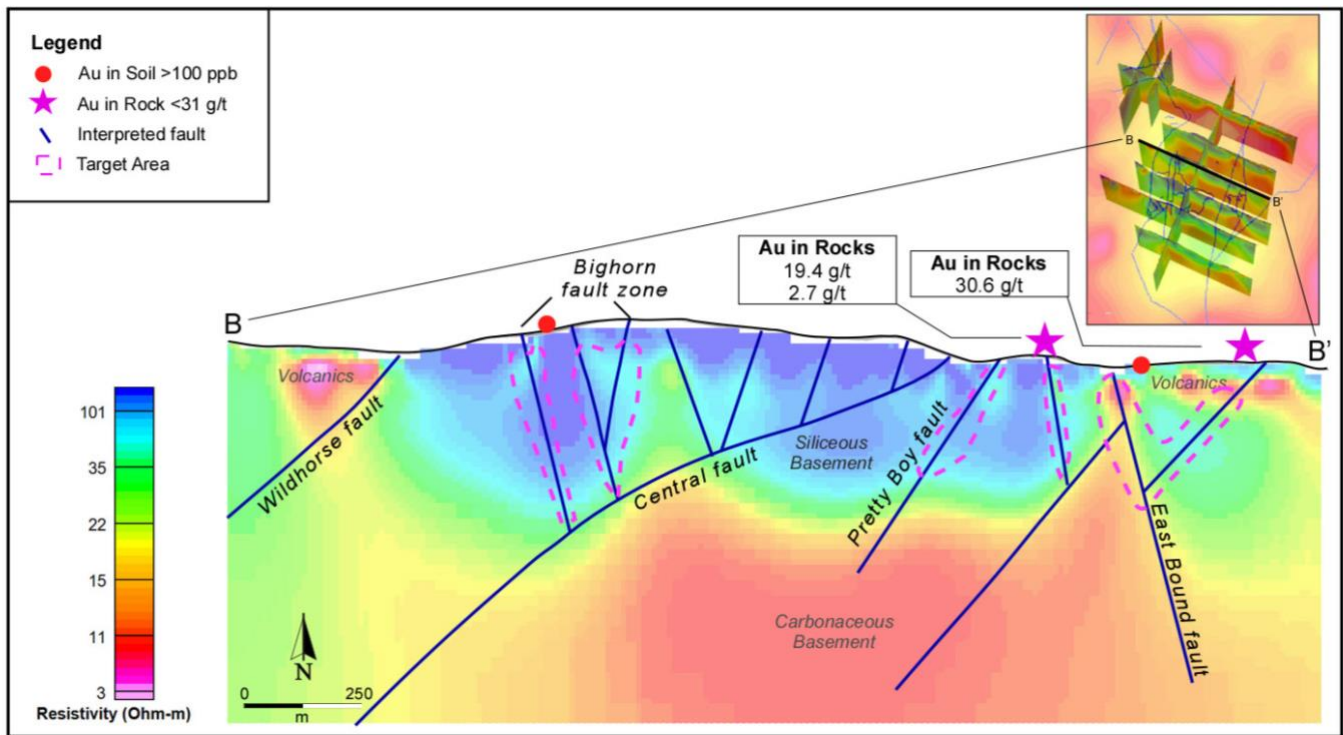 Legend
Au in Soil >100 ppb
Au in Rock <31 g/t
Interpreted fault
Target Area
B
B'
Au in Rocks
19.4 g/t
2.7 g/t
Au in Rocks
30.6 g/t
Bighorn
fault zone
B
B'
Volcanics
Wildhorse fault
Central fault
Siliceous
Basement
Pretty Boy fault
Volcanics
East Bound fault
Carbonaceous
Basement
101
35
22
15
11
3
Resistivity (Ohm-m)
N
0 250
m